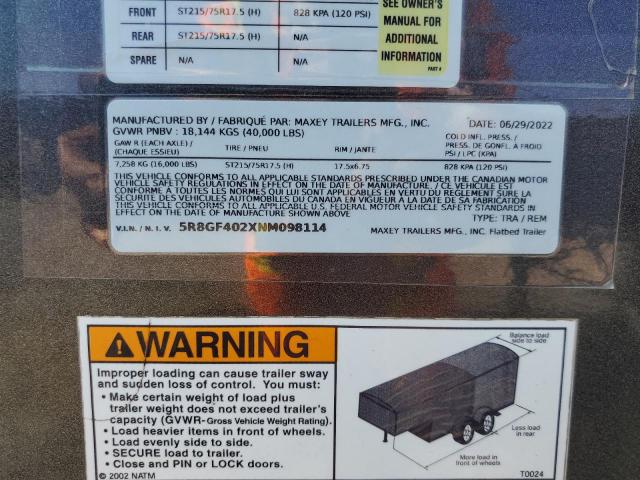 FRONT ST215/75R17.5 (H) 828 KPA (120 PSI)
REAR ST215/75R17.5 (H) N/A
SPARE N/A N/A
SEE OWNER'S
MANUAL FOR
ADDITIONAL
INFORMATION
PART #
MANUFACTURED BY / FABRIQUÉ PAR: MAXEY TRAILERS MFG., INC. DATE: 06/29/2022
GVWR PNBV : 18,144 KGS (40,000 LBS)
GAW R (EACH AXLE) /
(CHAQUE ESSIEU)
TIRE / PNEU
RIM / JANTE
COLD INFL. PRESS./
PRESS. DE GONFL. A FROID
PSI / LPC (KPA)
7,258 KG (16,000 LBS) ST215/75R17.5 (H) 17.5x6.75 828 KPA (120 PSI)
THIS VEHICLE CONFORMS TO ALL APPLICABLE STANDARDS PRESCRIBED UNDER THE CANADIAN MOTOR
VEHICLE SAFETY REGULATIONS IN EFFECT ON THE DATE OF MANUFACTURE. / CE VEHICULE EST
CONFORME A TOUTES LES NORMES QUI LUI SONT APPLICABLES EN VERTU DU REGLEMENT SUR LA
SECURITE DES VEHICULES AUTOMOBILES DU CANADA EN VIGUEUR A LA DATE DE SA FABRICATION
THIS VEHICLE CONFORMS TO ALL APPLICABLE U.S. FEDERAL MOTOR VEHICLE SAFETY STANDARDS IN
EFFECT ON THE DATE OF MANUFACTURE SHOWN ABOVE
TYPE: TRA / REM
V.I.N. / N. I. V. 5R8GF402XNM098114 MAXEY TRAILERS MFG., INC. Flatbed Trailer
WARNING
Improper loading can cause trailer sway
and sudden loss of control. You must:
• Make certain weight of load plus
trailer weight does not exceed trailer's
capacity (GVWR-Gross Vehicle Weight Rating).
• Load heavier items in front of wheels.
• Load evenly side to side.
• SECURE load to trailer.
• Close and PIN or LOCK doors.
© 2002 NATM
Balance load
side to side
Less load
in rear
More load in
front of wheels
T0024